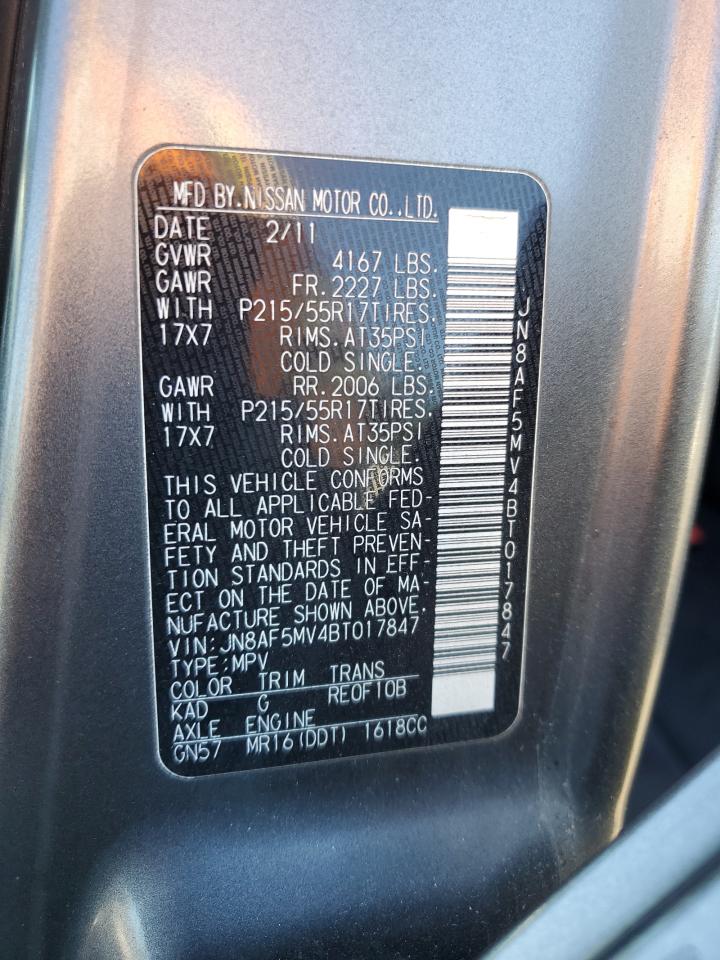 MFD BY.NISSAN MOTOR CO.,LTD.
DATE 2/11
GVWR 4167 LBS.
GAWR FR.2227 LBS.
WITH P215/55R17TIRES.
17X7 RIMS.AT35PSI
COLD SINGLE.
GAWR RR.2006 LBS.
WITH P215/55R17TIRES.
17X7 RIMS.AT35PSI
COLD SINGLE.
THIS VEHICLE CONFORMS
TO ALL APPLICABLE FED-
ERAL MOTOR VEHICLE SA-
FETY AND THEFT PREVEN-
TION STANDARDS IN EFF-
ECT ON THE DATE OF MA-
NUFACTURE SHOWN ABOVE.
VIN:JN8AF5MV4BT017847
TYPE:MPV
COLOR TRIM TRANS
KAD G REOF10B
AXLE ENGINE
GN57 MR16(DDT) 1618CC
JN8AF5MV4BT017847